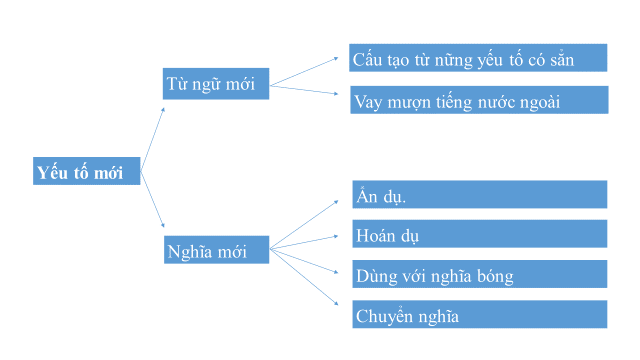 Cấu tạo từ nững yếu tố có sẳn
Từ ngữ mới
Vay mượn tiếng nước ngoài
Yếu tố mới
Ẩn dụ.
Hoán dụ
Nghĩa mới
Dùng với nghĩa bóng
Chuyển nghĩa